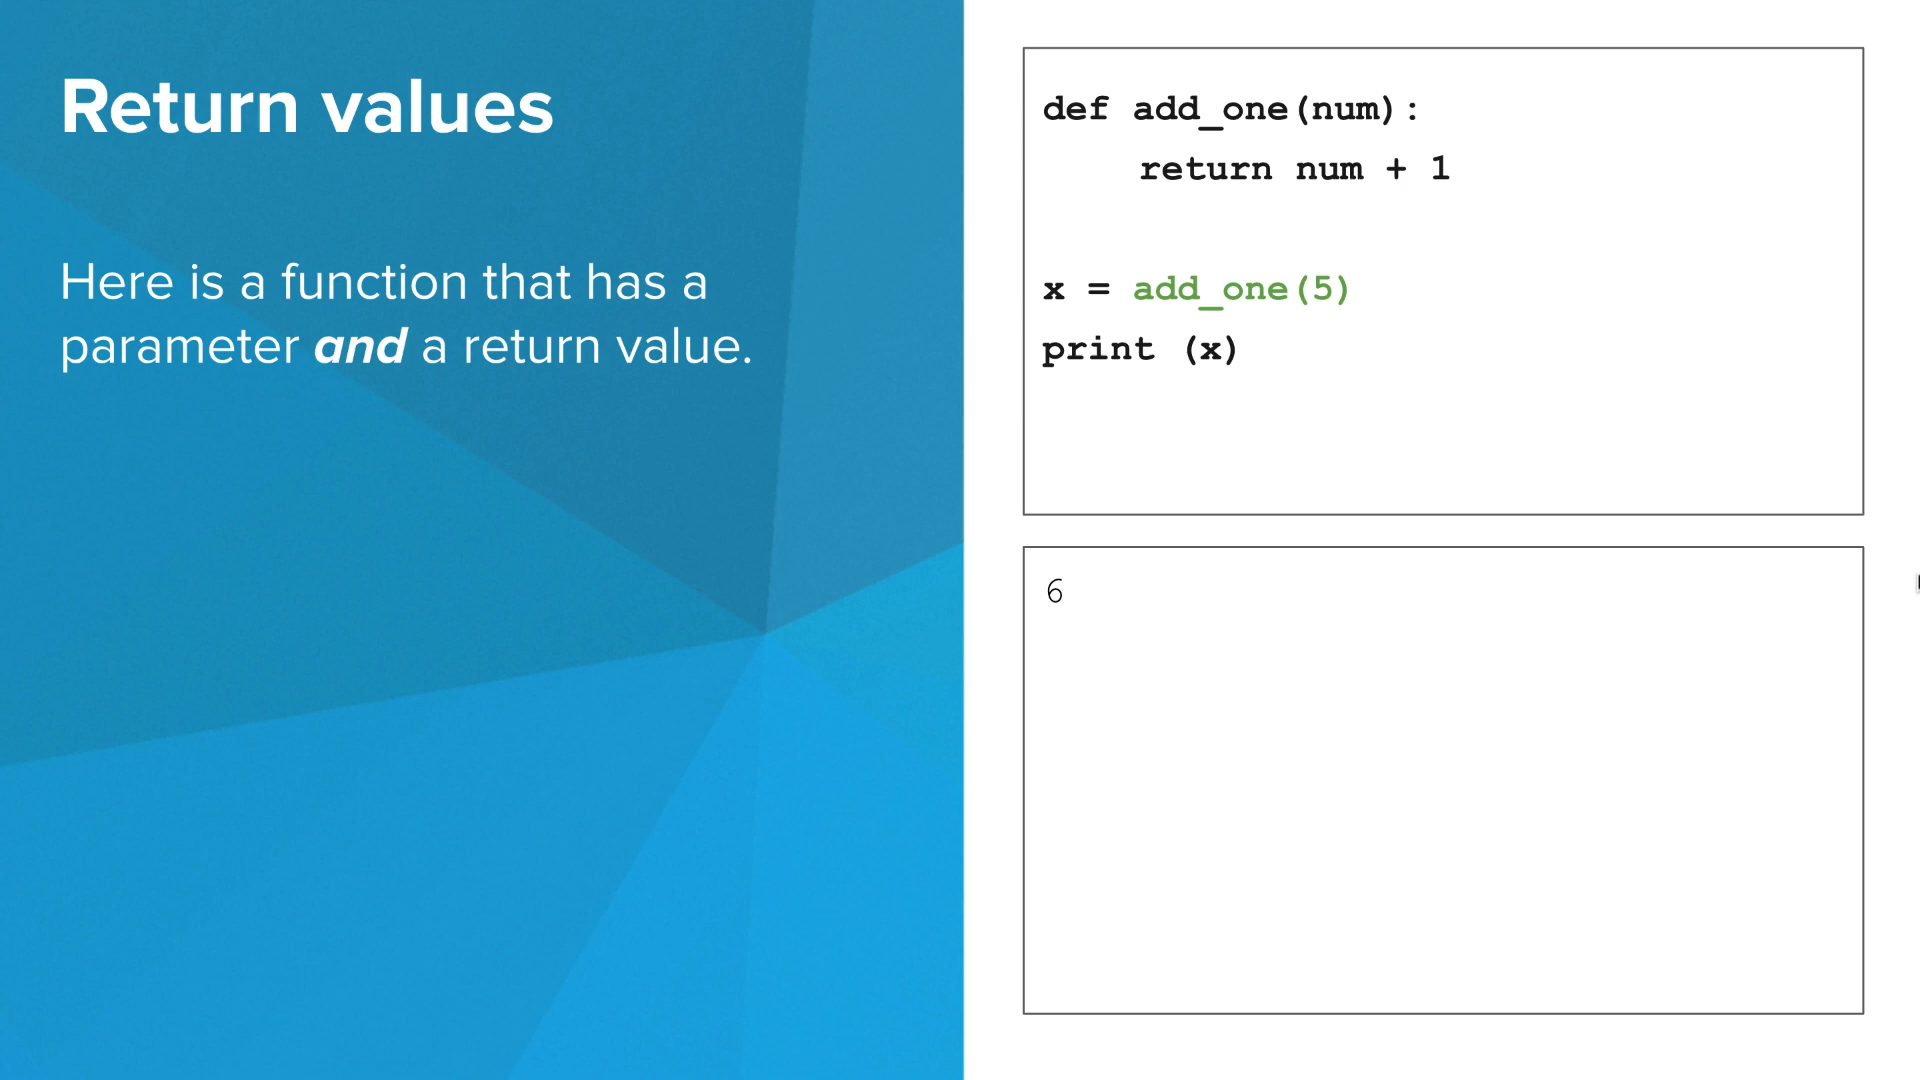 Return values
Here is a function that has a
parameter and a return value.
def add_one(num):
    return num + 1
x = add_one(5)
print (x)
6